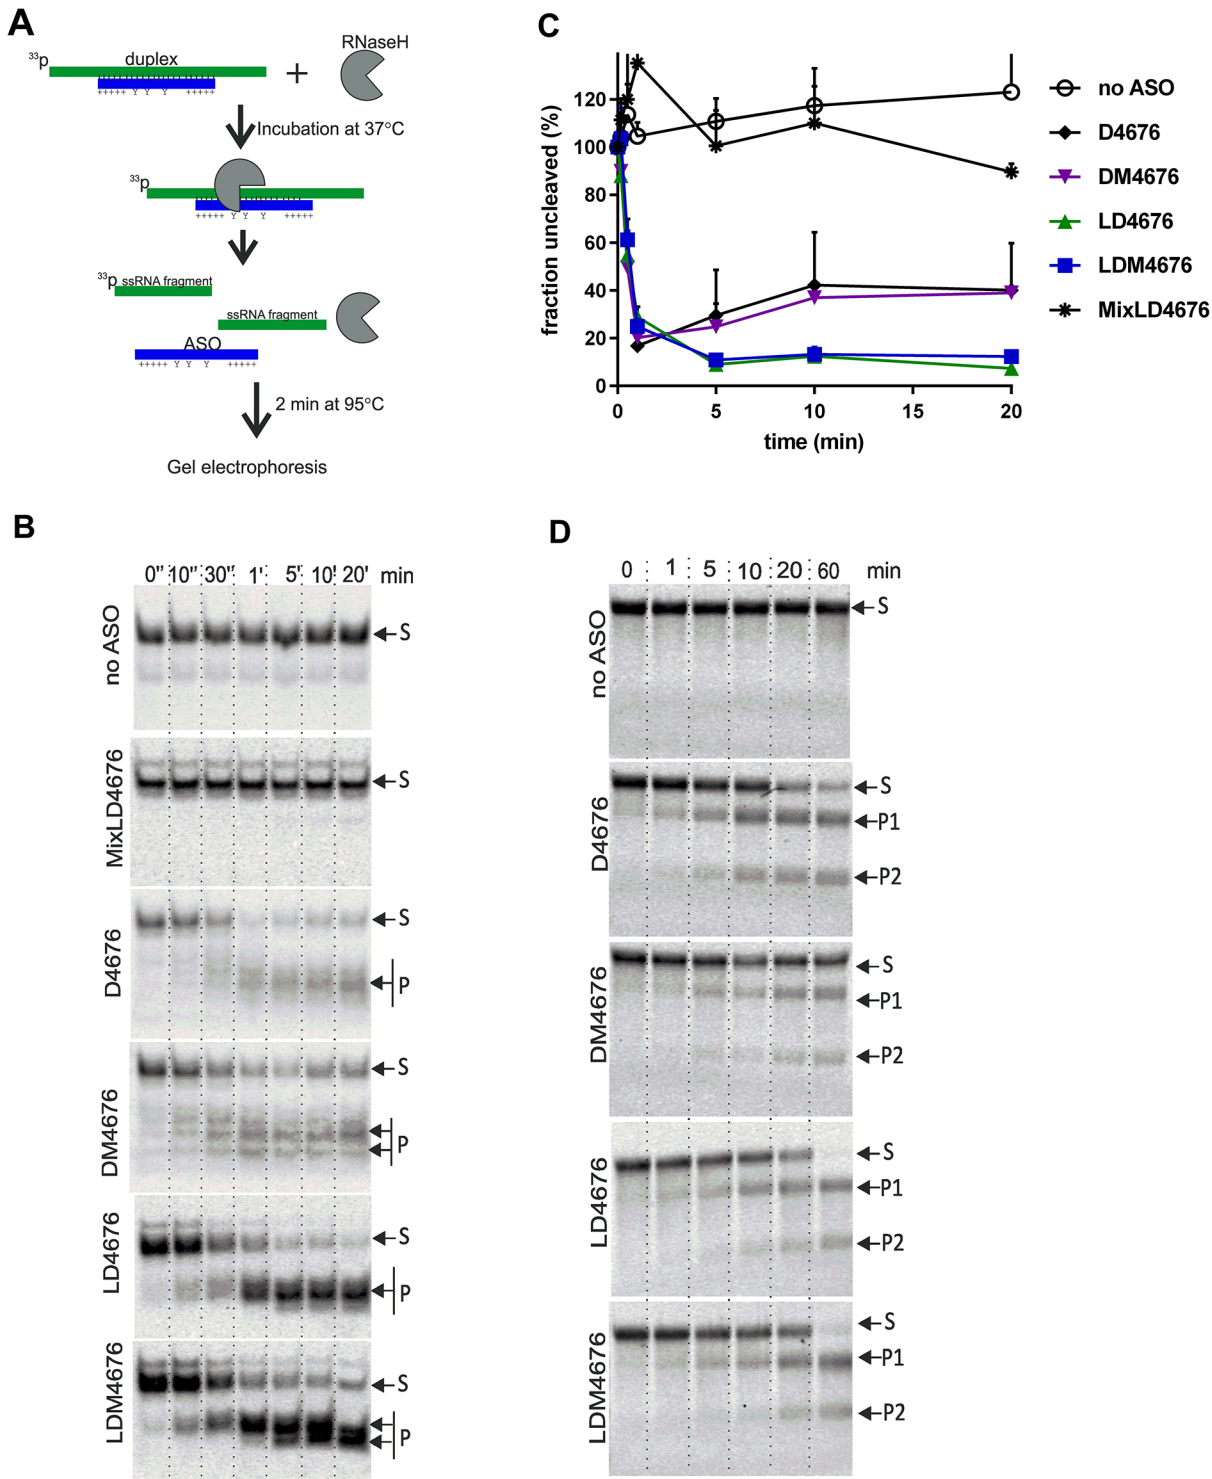 A
33p
duplex
RNaseH
+
+++++ Y Y Y +++++
Incubation at 37°C
33p
+++++ Y Y Y +++++
33p ssRNA fragment
ssRNA fragment
ASO
+++++ Y Y Y +++++
2 min at 95°C
Gel electrophoresis
C
fraction uncleaved (%)
120
100
80
60
40
20
0
0 5 10 15 20
time (min)
no ASO
D4676
DM4676
LD4676
LDM4676
MixLD4676
B
0" 10" 30" 1' 5' 10' 20' min
no ASO
S
MixLD4676
S
D4676
S
P
DM4676
S
P
LD4676
S
P
LDM4676
S
P
D
0 1 5 10 20 60 min
no ASO
S
D4676
S
P1
P2
DM4676
S
P1
P2
LD4676
S
P1
P2
LDM4676
S
P1
P2